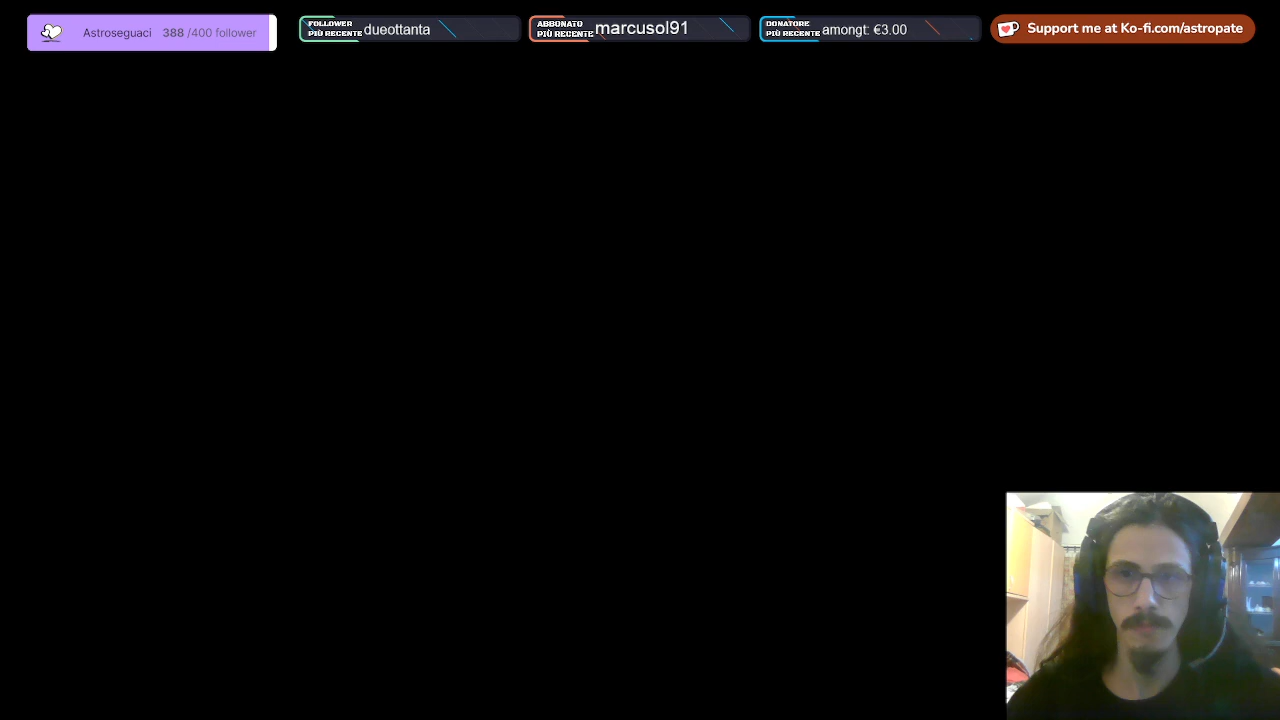 Astroseguaci 388 /400 follower
FOLLOWER
PIÙ RECENTE dueottanta
ABBONATO
PIÙ RECENTE marcusol91
DONATORE
PIÙ RECENTE amongt: €3.00
Support me at Ko-fi.com/astropate